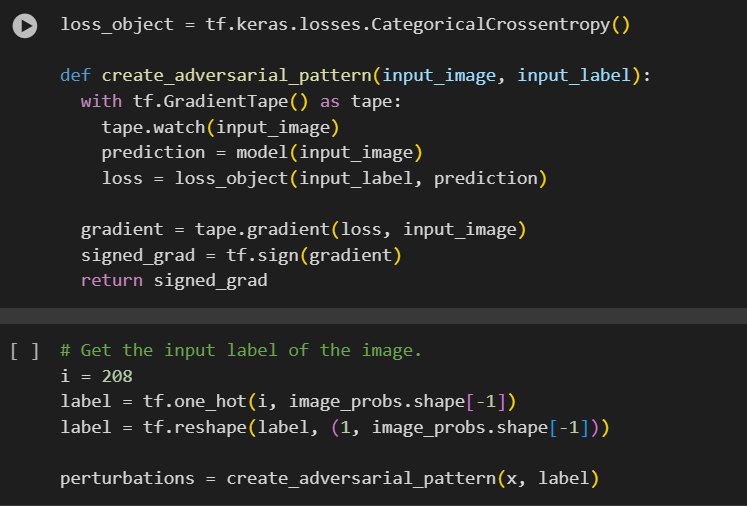 loss_object = tf.keras.losses.CategoricalCrossentropy()
def create_adversarial_pattern(input_image, input_label):
  with tf.GradientTape() as tape:
    tape.watch(input_image)
    prediction = model(input_image)
    loss = loss_object(input_label, prediction)
  gradient = tape.gradient(loss, input_image)
  signed_grad = tf.sign(gradient)
  return signed_grad
[ ] # Get the input label of the image.
i = 208
label = tf.one_hot(i, image_probs.shape[-1])
label = tf.reshape(label, (1, image_probs.shape[-1]))
perturbations = create_adversarial_pattern(x, label)